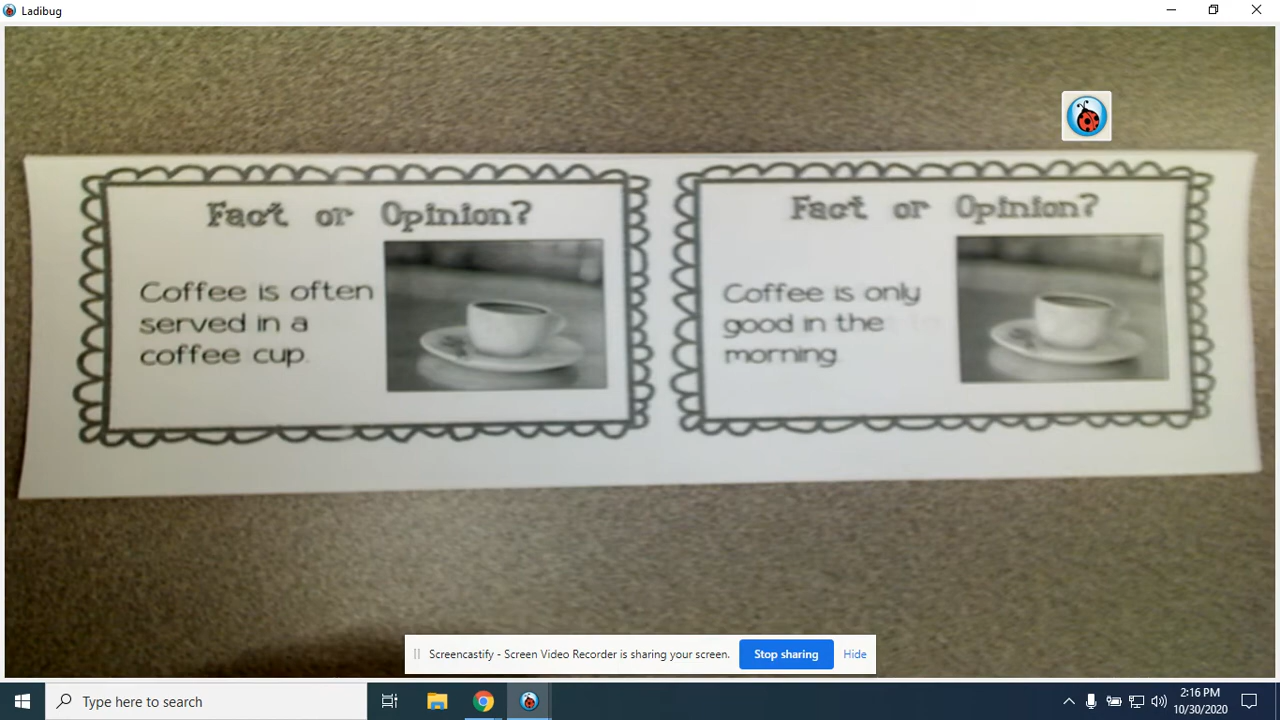 Ladibug
Fact or Opinion?
Coffee is often
served in a
coffee cup.
Fact or Opinion?
Coffee is only
good in the
morning.
Screencastify - Screen Video Recorder is sharing your screen.
Stop sharing
Hide
Type here to search
2:16 PM
10/30/2020